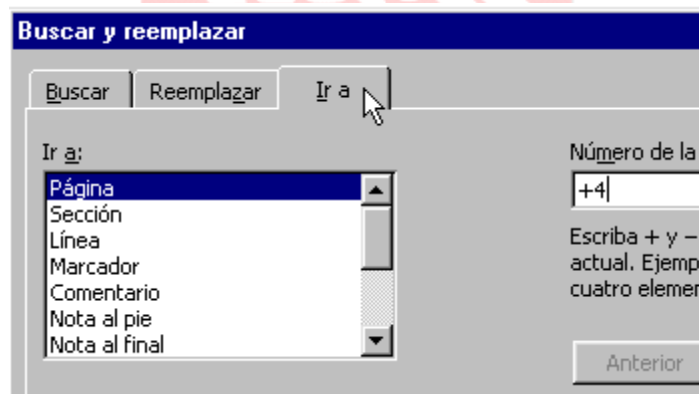 Buscar y reemplazar
Buscar Reemplazar Ir a
Ir a:
Página
Sección
Línea
Marcador
Comentario
Nota al pie
Nota al final
Número de la
+4
Escriba + y –
actual. Ejemp
cuatro elemen
Anterior